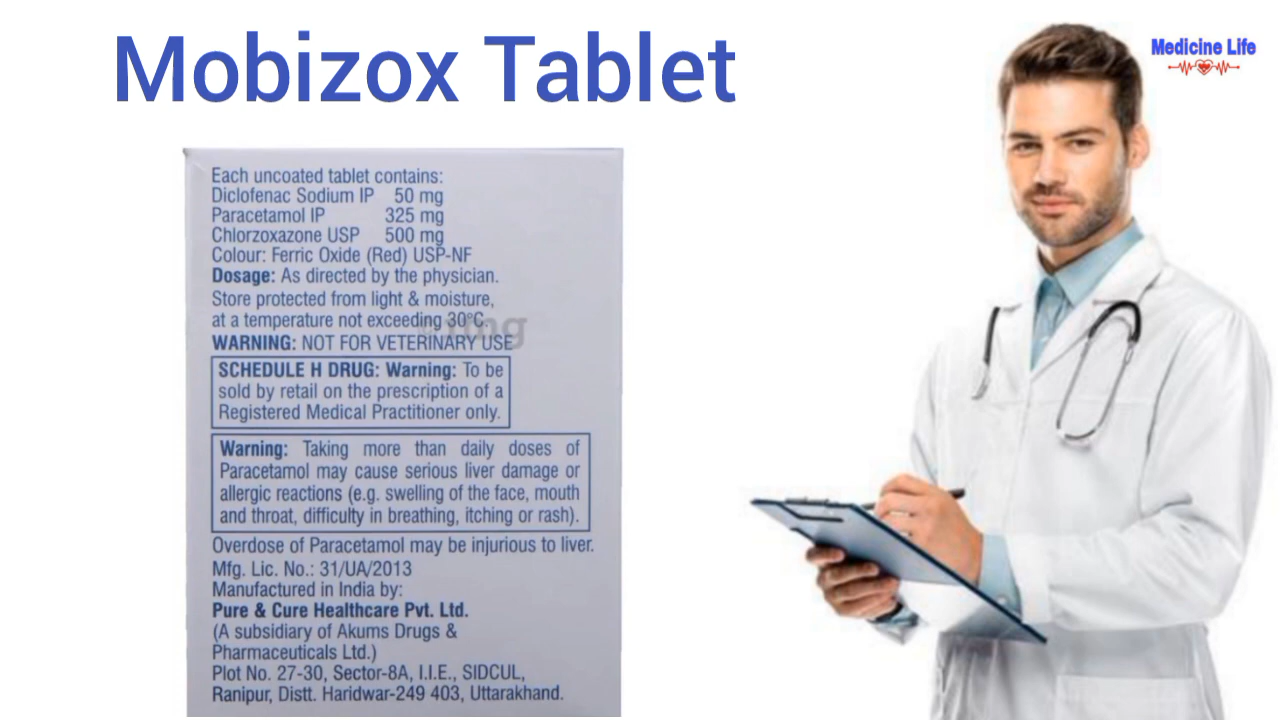 Mobizox Tablet
Medicine Life
Each uncoated tablet contains:
Diclofenac Sodium IP 50 mg
Paracetamol IP 325 mg
Chlorzoxazone USP 500 mg
Colour: Ferric Oxide (Red) USP-NF
Dosage: As directed by the physician.
Store protected from light & moisture,
at a temperature not exceeding 30°C.
WARNING: NOT FOR VETERINARY USE
SCHEDULE H DRUG: Warning: To be
sold by retail on the prescription of a
Registered Medical Practitioner only.
Warning: Taking more than daily doses of
Paracetamol may cause serious liver damage or
allergic reactions (e.g. swelling of the face, mouth
and throat, difficulty in breathing, itching or rash).
Overdose of Paracetamol may be injurious to liver.
Mfg. Lic. No.: 31/UA/2013
Manufactured in India by:
Pure & Cure Healthcare Pvt. Ltd.
(A subsidiary of Akums Drugs &
Pharmaceuticals Ltd.)
Plot No. 27-30, Sector-8A, I.I.E., SIDCUL,
Ranipur, Distt. Haridwar-249 403, Uttarakhand.